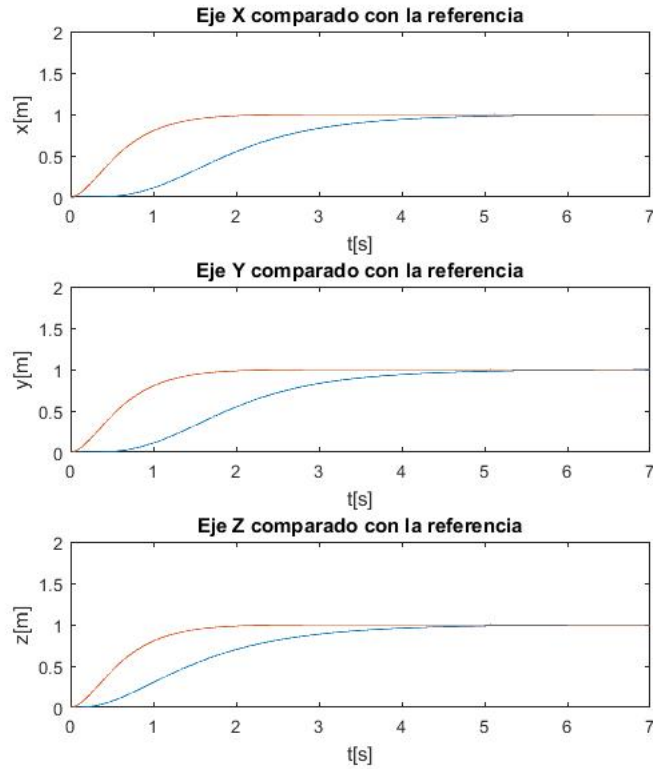 Eje X comparado con la referencia
2
1.5
1
0.5
0
x[m]
0 1 2 3 4 5 6 7
t[s]
Eje Y comparado con la referencia
2
1.5
1
0.5
0
y[m]
0 1 2 3 4 5 6 7
t[s]
Eje Z comparado con la referencia
2
1.5
1
0.5
0
z[m]
0 1 2 3 4 5 6 7
t[s]